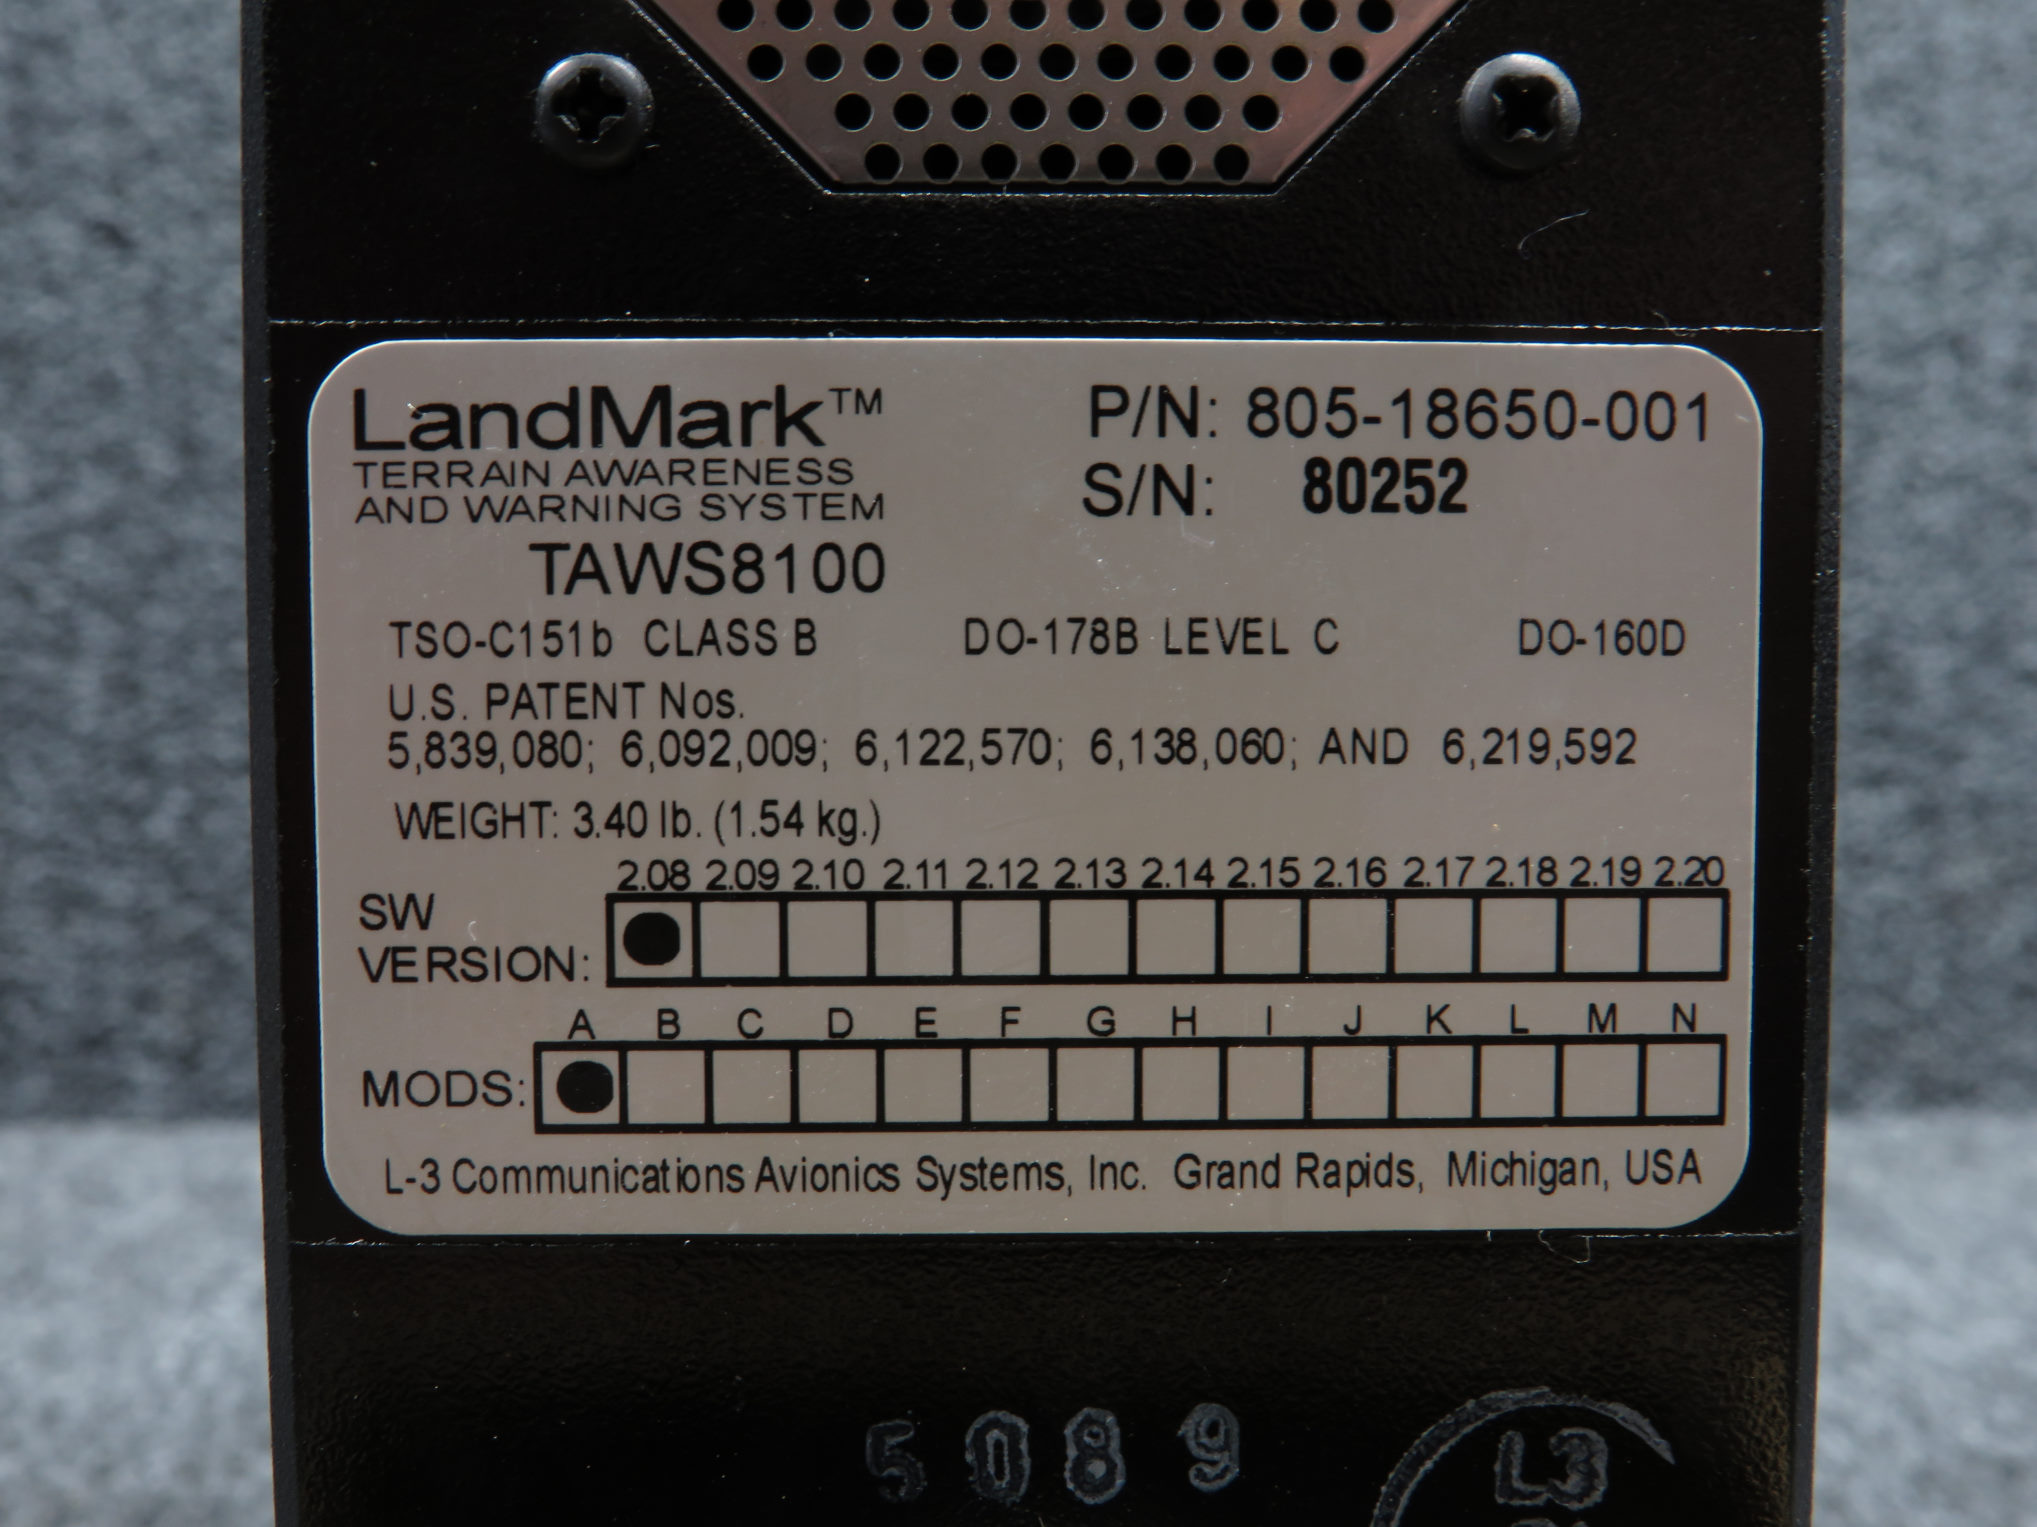 LandMark™
TERRAIN AWARENESS
AND WARNING SYSTEM
TAWS8100
P/N: 805-18650-001
S/N: 80252
TSO-C151b CLASS B DO-178B LEVEL C DO-160D
U.S. PATENT Nos.
5,839,080; 6,092,009; 6,122,570; 6,138,060; AND 6,219,592
WEIGHT: 3.40 lb. (1.54 kg.)
2.08 2.09 2.10 2.11 2.12 2.13 2.14 2.15 2.16 2.17 2.18 2.19 2.20
SW
VERSION:
A B C D E F G H I J K L M N
MODS:
L-3 Communications Avionics Systems, Inc. Grand Rapids, Michigan, USA
5089
L3